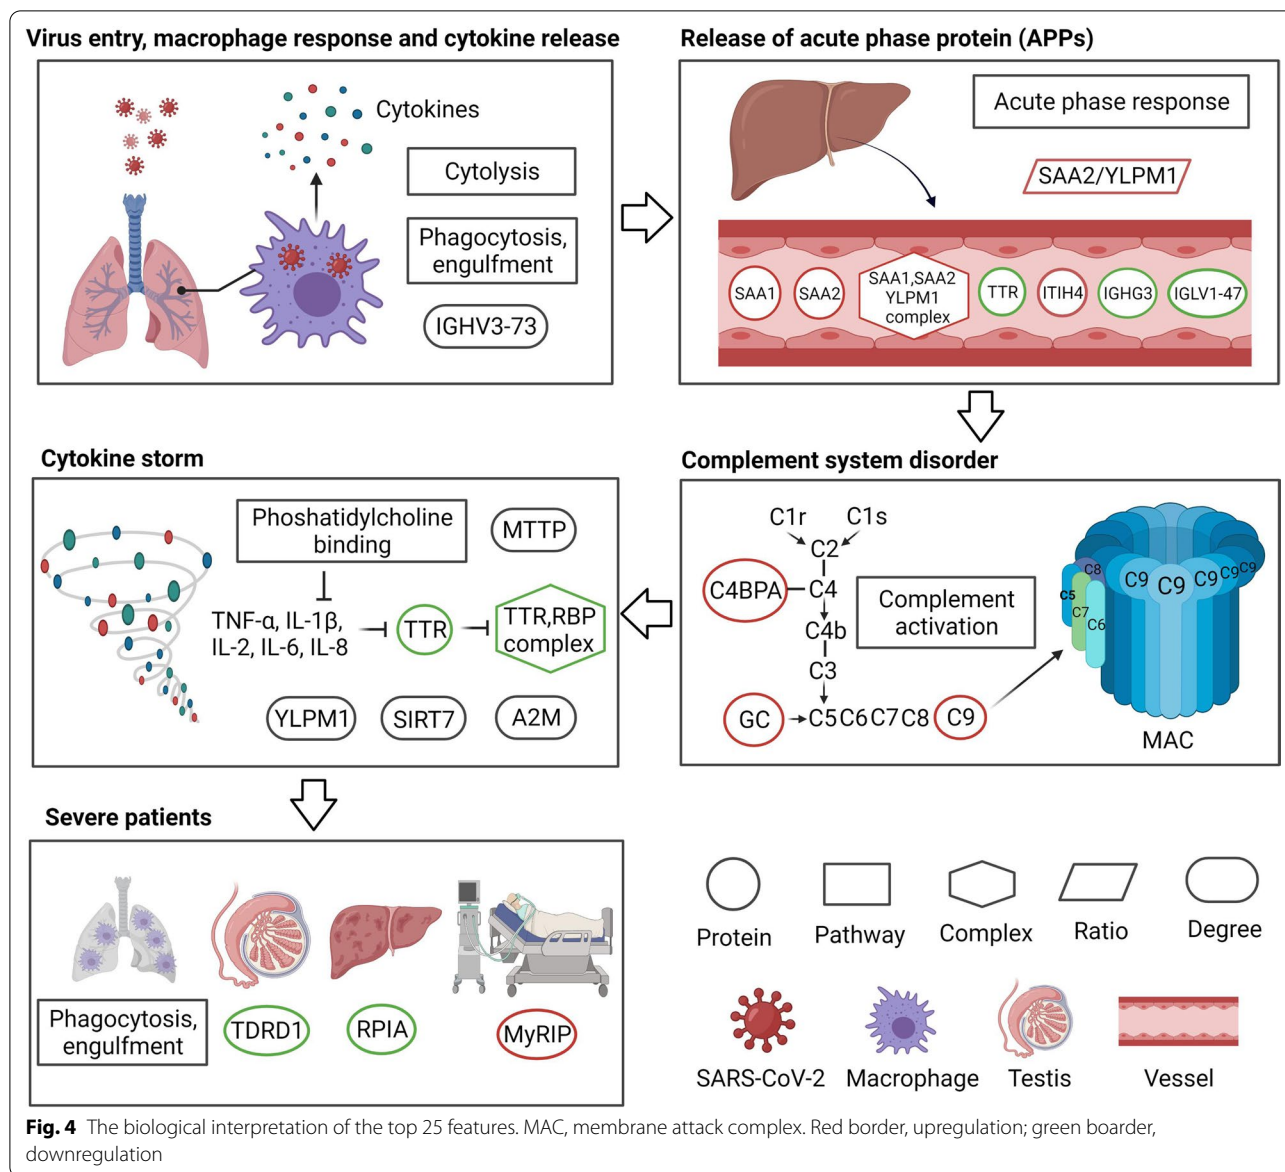 Virus entry, macrophage response and cytokine release
Cytokines
Cytolysis
Phagocytosis,
engulfment
IGHV3-73
Release of acute phase protein (APPs)
Acute phase response
SAA2/YLPM1
SAA1
SAA2
SAA1,SAA2
YLPM1
complex
TTR
ITIH4
IGHG3
IGLV1-47
Cytokine storm
Phoshatidylcholine
binding
MTTP
TNF-α, IL-1β,
IL-2, IL-6, IL-8
TTR
TTR,RBP
complex
YLPM1
SIRT7
A2M
Complement system disorder
C1r
C1s
C2
C4BPA
C4
Complement
activation
C4b
C3
GC
C5 C6 C7 C8
C9
C8
C5
C7
C6
C9
C9
C9
C9
C9
MAC
Severe patients
Phagocytosis,
engulfment
TDRD1
RPIA
MyRIP
Protein
Pathway
Complex
Ratio
Degree
SARS-CoV-2
Macrophage
Testis
Vessel
Fig. 4 The biological interpretation of the top 25 features. MAC, membrane attack complex. Red border, upregulation; green boarder,
downregulation